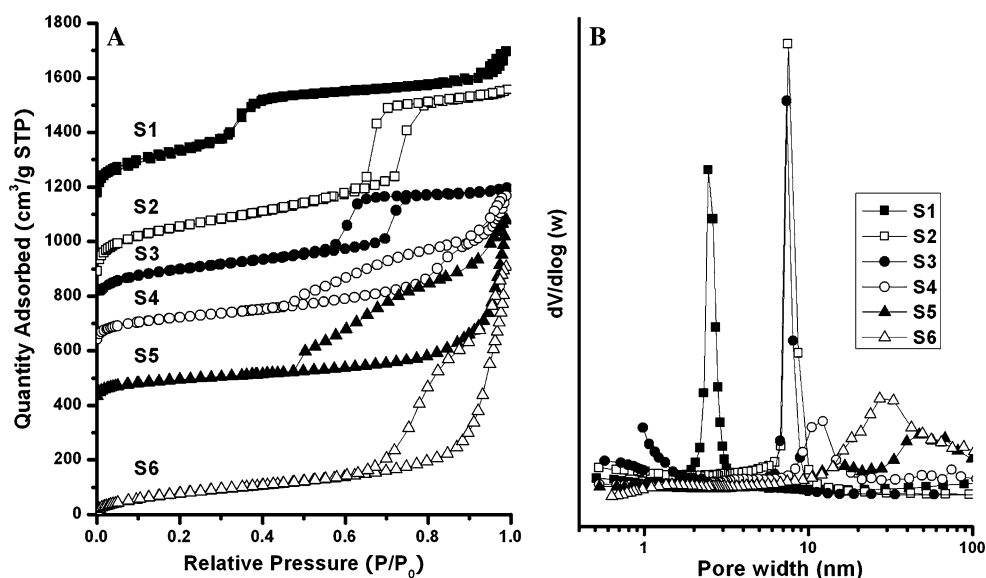 A
1800
1600
1400
1200
1000
800
600
400
200
0
0.0
0.2
0.4
0.6
0.8
1.0
Quantity Adsorbed (cm³/g STP)
Relative Pressure (P/P₀)
S1
S2
S3
S4
S5
S6
B
dV/dlog (w)
Pore width (nm)
1
10
100
S1
S2
S3
S4
S5
S6